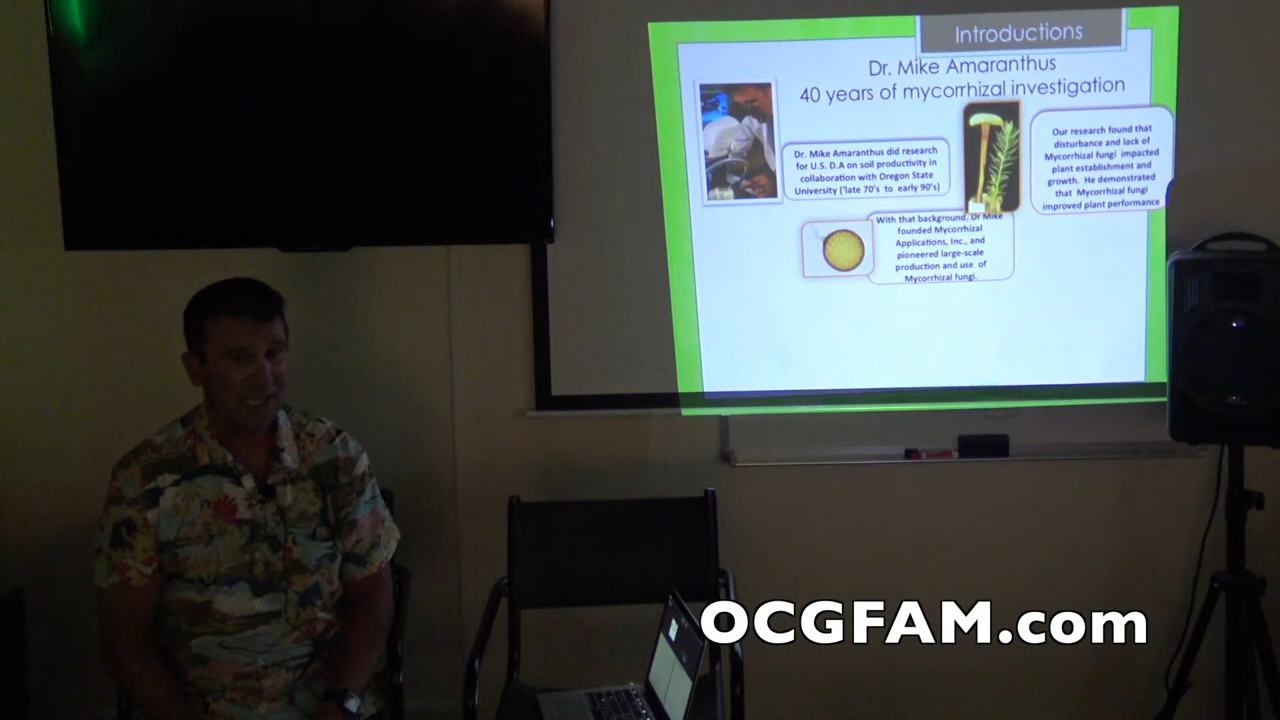 Introductions
Dr. Mike Amaranthus
40 years of mycorrhizal investigation
Dr. Mike Amaranthus did research
for U.S. D.A on soil productivity in
collaboration with Oregon State
University ('late 70's to early 90's)
Our research found that
disturbance and lack of
Mycorrhizal fungi impacted
plant establishment and
growth. He demonstrated
that Mycorrhizal fungi
improved plant performance
With that background, Dr Mike
founded Mycorrhizal
Applications, Inc., and
pioneered large-scale
production and use of
Mycorrhizal fungi.
OCGFAM.com